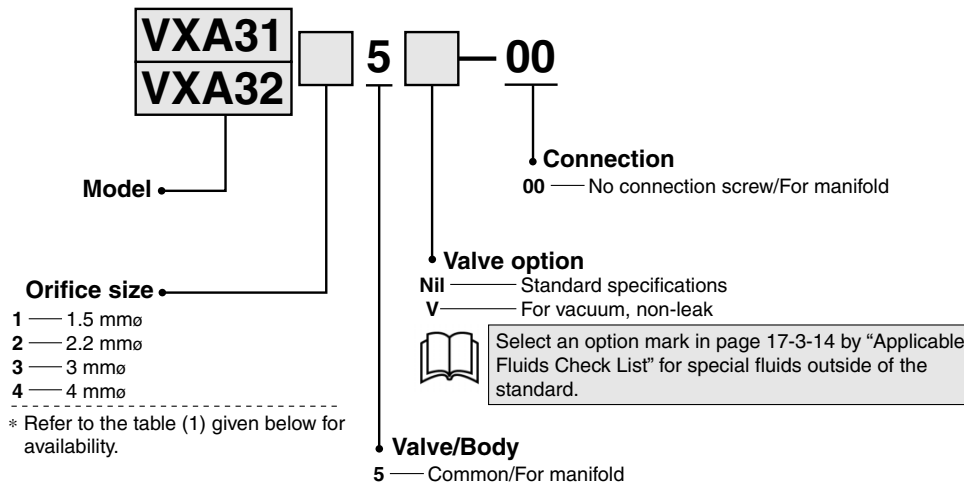 VXA31
VXA32
5
00
Connection
00 No connection screw/For manifold
Model
Valve option
Nil Standard specifications
V For vacuum, non-leak
Select an option mark in page 17-3-14 by “Applicable
Fluids Check List” for special fluids outside of the
standard.
Orifice size
1 1.5 mmø
2 2.2 mmø
3 3 mmø
4 4 mmø
∗ Refer to the table (1) given below for
availability.
Valve/Body
5 Common/For manifold